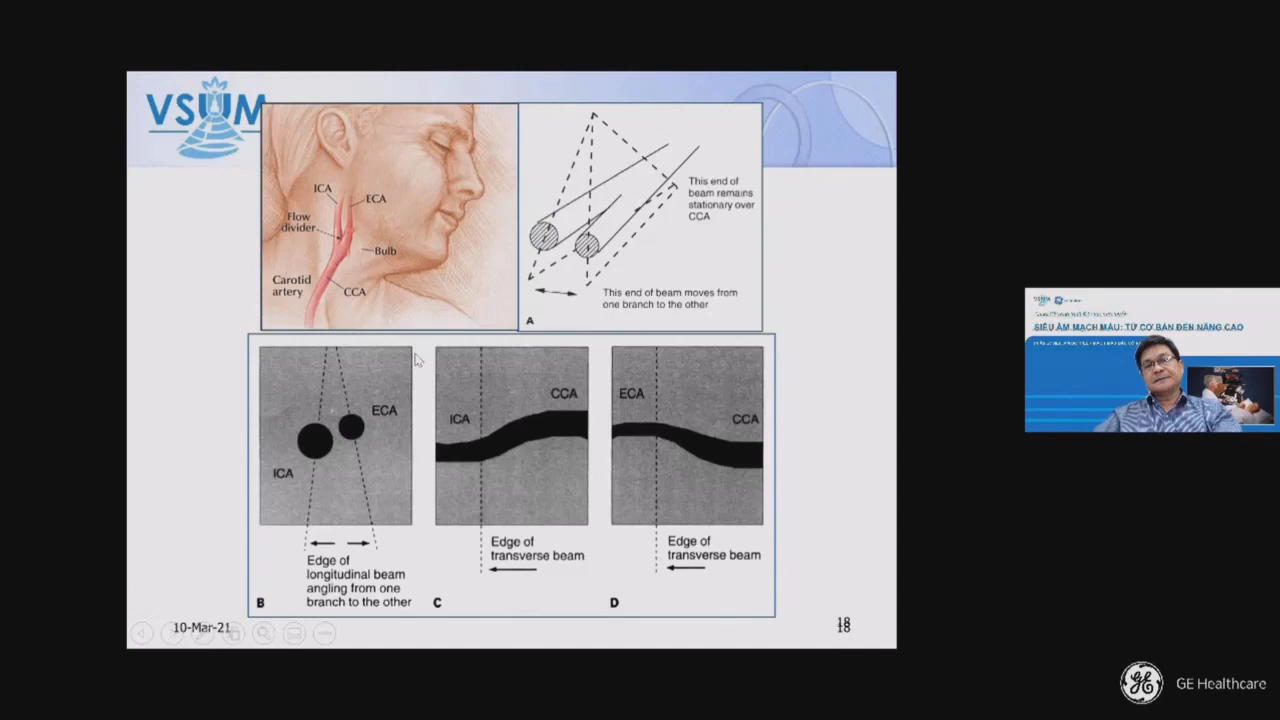 VSUM
ICA
ECA
Flow
divider
Bulb
Carotid
artery
CCA
This end of
beam remains
stationary over
CCA
This end of beam moves from
one branch to the other
A
ECA
ICA
Edge of
longitudinal beam
angling from one
branch to the other
B
CCA
ICA
Edge of
transverse beam
C
ECA
CCA
Edge of
transverse beam
D
10-Mar-21
18
18
SIÊU ÂM MẠCH MÁU: TỪ CƠ BẢN ĐẾN NÂNG CAO
GE Healthcare